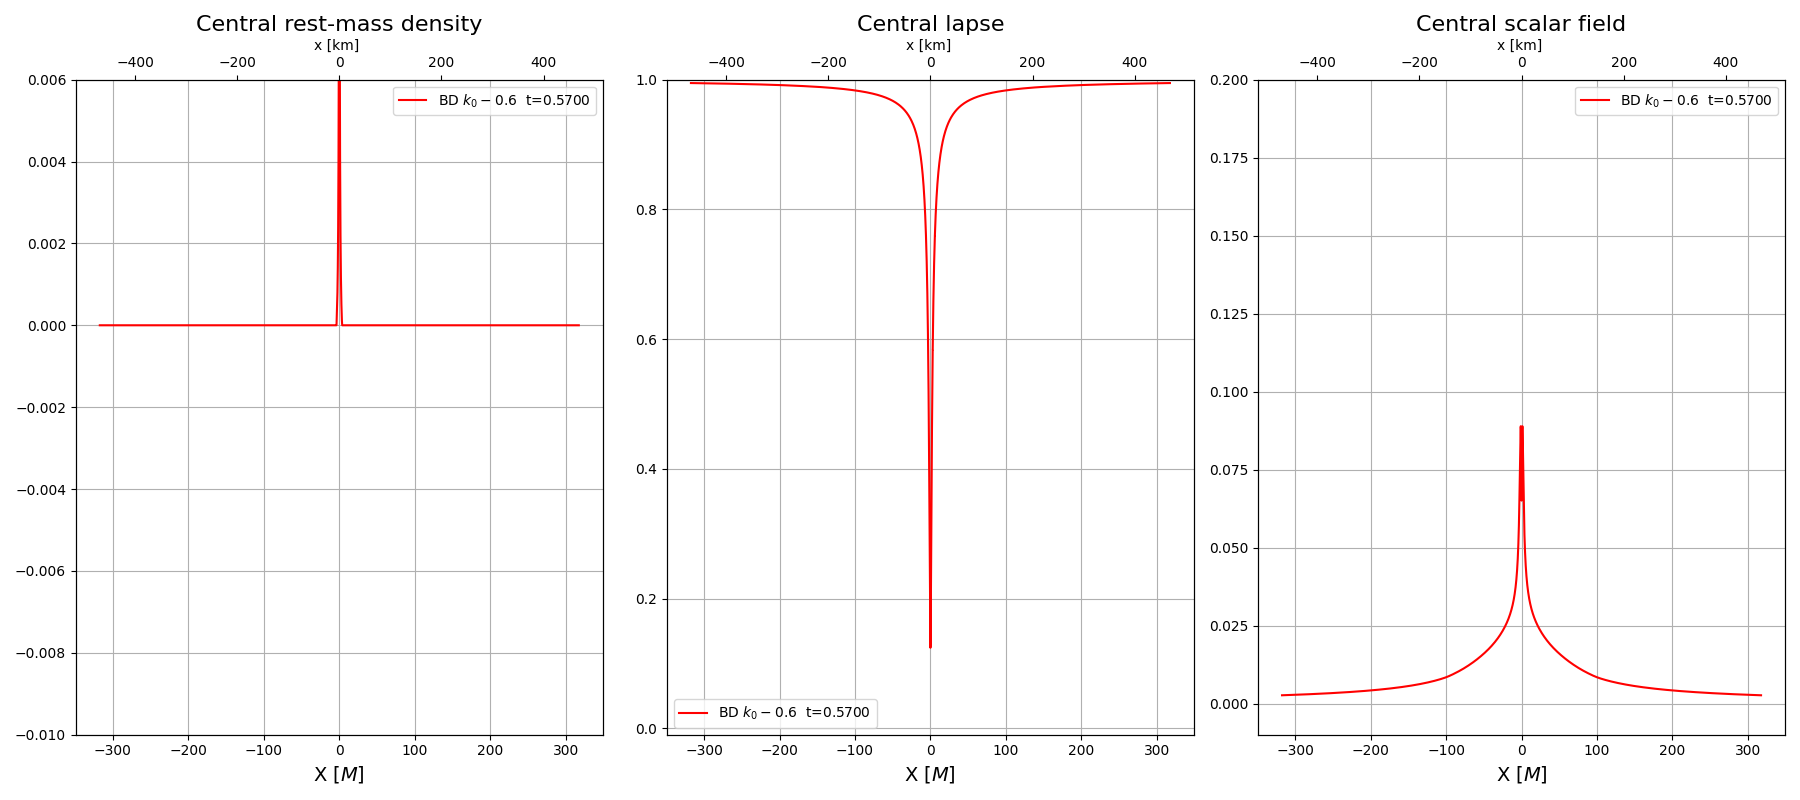 Central rest-mass density
x [km]
−400 −200 0 200 400
0.006
0.004
0.002
0.000
−0.002
−0.004
−0.006
−0.008
−0.010
BD k₀ − 0.6 t=0.5700
−300 −200 −100 0 100 200 300
X [M]
Central lapse
x [km]
−400 −200 0 200 400
1.0
0.8
0.6
0.4
0.2
0.0
BD k₀ − 0.6 t=0.5700
−300 −200 −100 0 100 200 300
X [M]
Central scalar field
x [km]
−400 −200 0 200 400
0.200
0.175
0.150
0.125
0.100
0.075
0.050
0.025
0.000
BD k₀ − 0.6 t=0.5700
−300 −200 −100 0 100 200 300
X [M]